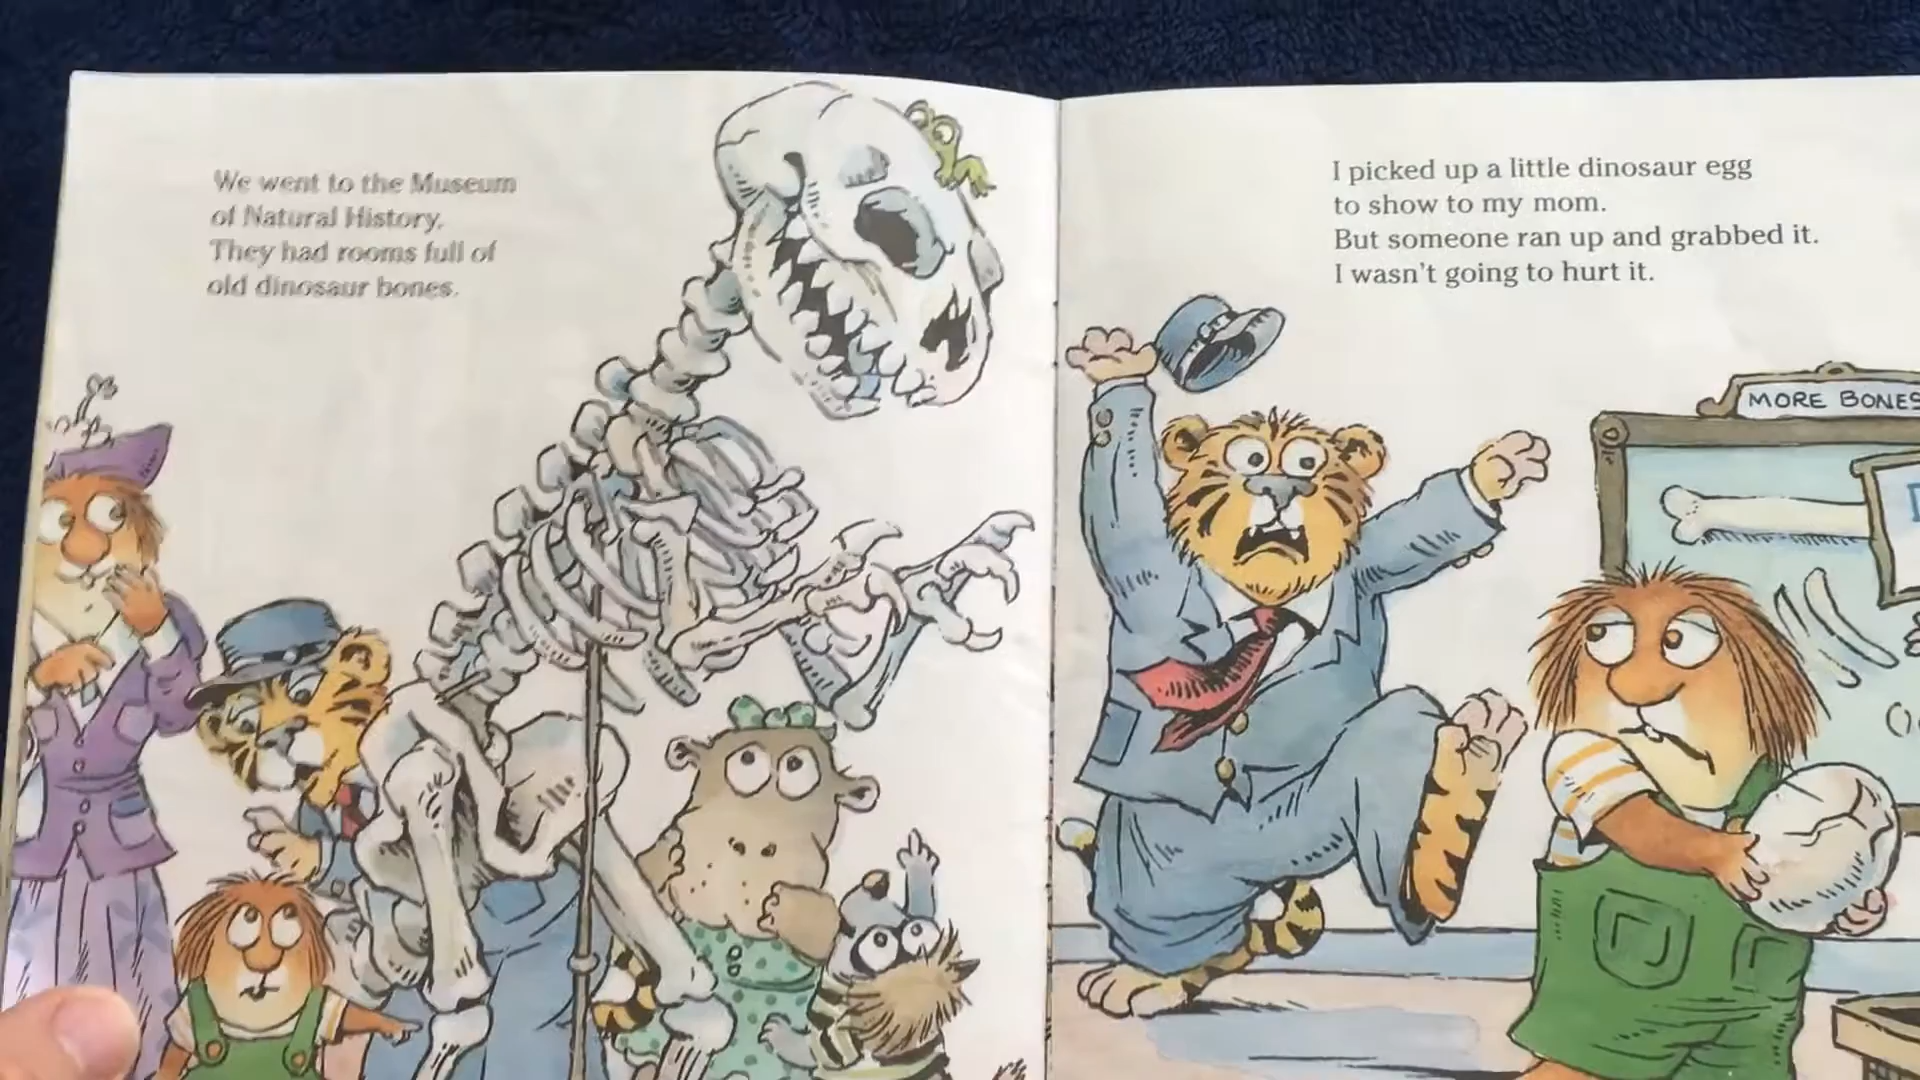 We went to the Museum
of Natural History.
They had rooms full of
old dinosaur bones.
I picked up a little dinosaur egg
to show to my mom.
But someone ran up and grabbed it.
I wasn't going to hurt it.
MORE BONES